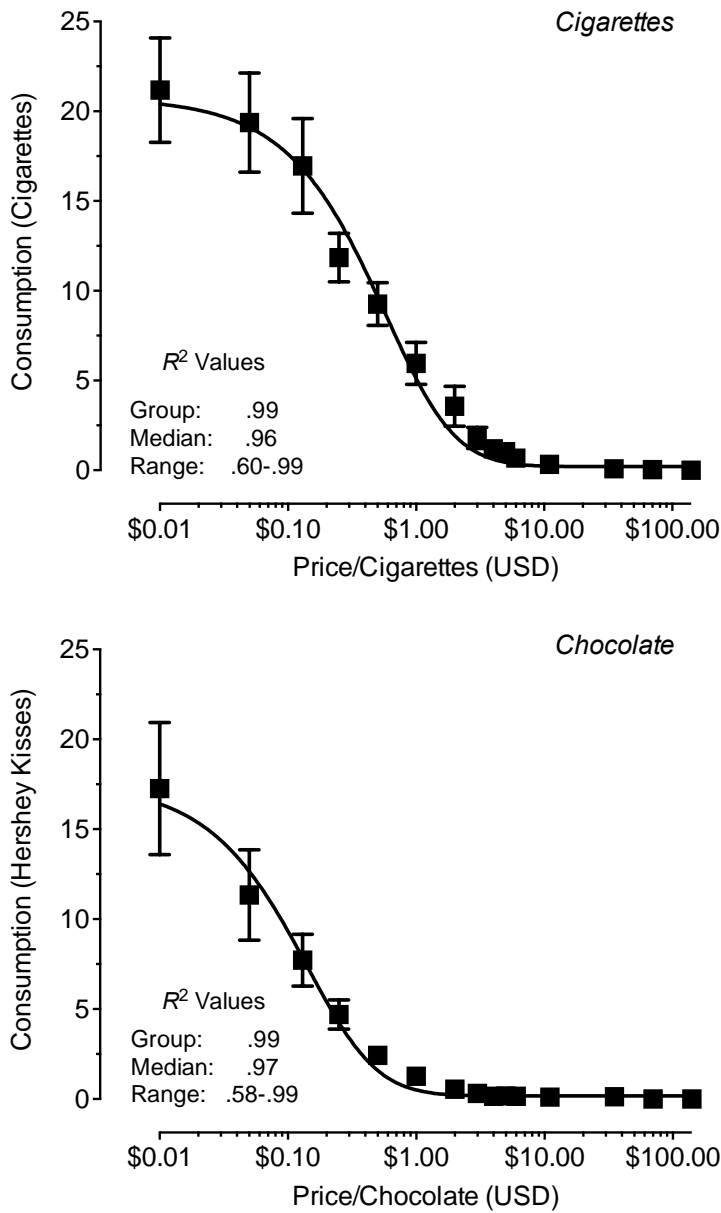 Cigarettes
Consumption (Cigarettes)
25
20
15
10
5
0
R² Values
Group: .99
Median: .96
Range: .60-.99
$0.01 $0.10 $1.00 $10.00 $100.00
Price/Cigarettes (USD)
Chocolate
Consumption (Hershey Kisses)
25
20
15
10
5
0
R² Values
Group: .99
Median: .97
Range: .58-.99
$0.01 $0.10 $1.00 $10.00 $100.00
Price/Chocolate (USD)